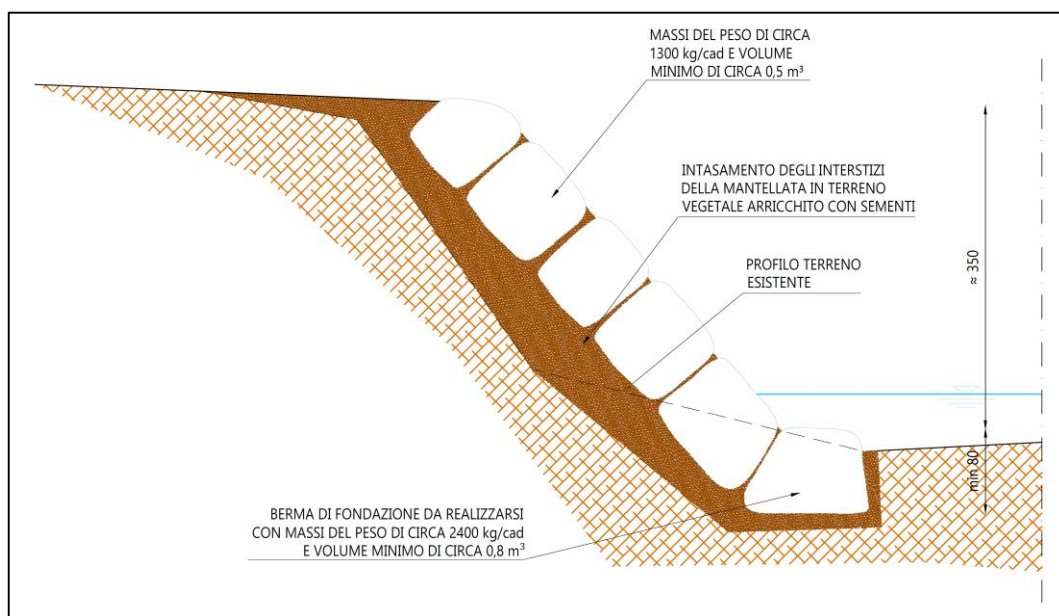 MASSI DEL PESO DI CIRCA
1300 kg/cad E VOLUME
MINIMO DI CIRCA 0,5 m³
INTASAMENTO DEGLI INTERSTIZI
DELLA MANTELLATA IN TERRENO
VEGETALE ARRICCHITO CON SEMENTI
PROFILO TERRENO
ESISTENTE
≈ 350
min 80
BERMA DI FONDAZIONE DA REALIZZARSI
CON MASSI DEL PESO DI CIRCA 2400 kg/cad
E VOLUME MINIMO DI CIRCA 0,8 m³